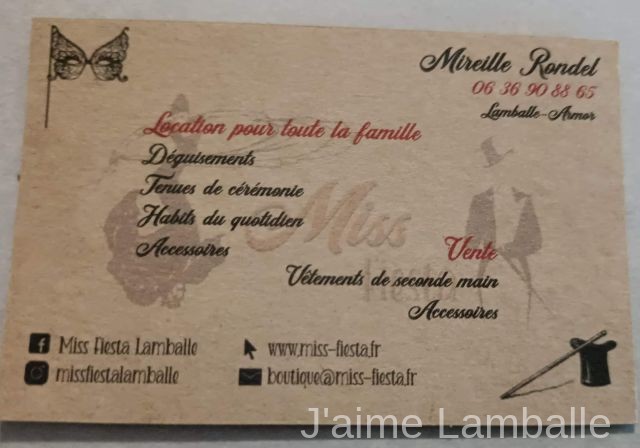 Mireille Rondel
06 36 90 88 65
Lamballe-Armor
Location pour toute la famille
Déguisements
Tenues de cérémonie
Habits du quotidien
Accessoires
Miss
Vente
Vêtements de seconde main
Accessoires
Miss Fiesta Lamballe
www.miss-fiesta.fr
missfiestalamballe
boutique@miss-fiesta.fr
J'aime Lamballe